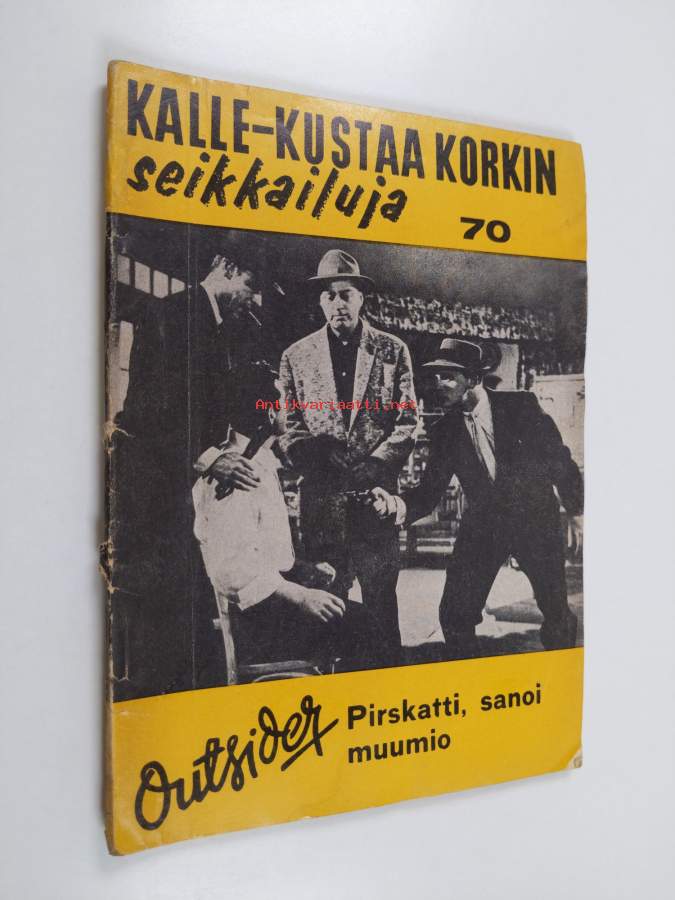 KALLE-KUSTAA KORKIN
seikkailuja
70
Antikvariaatti.net
Outsider
Pirskatti, sanoi
muumio